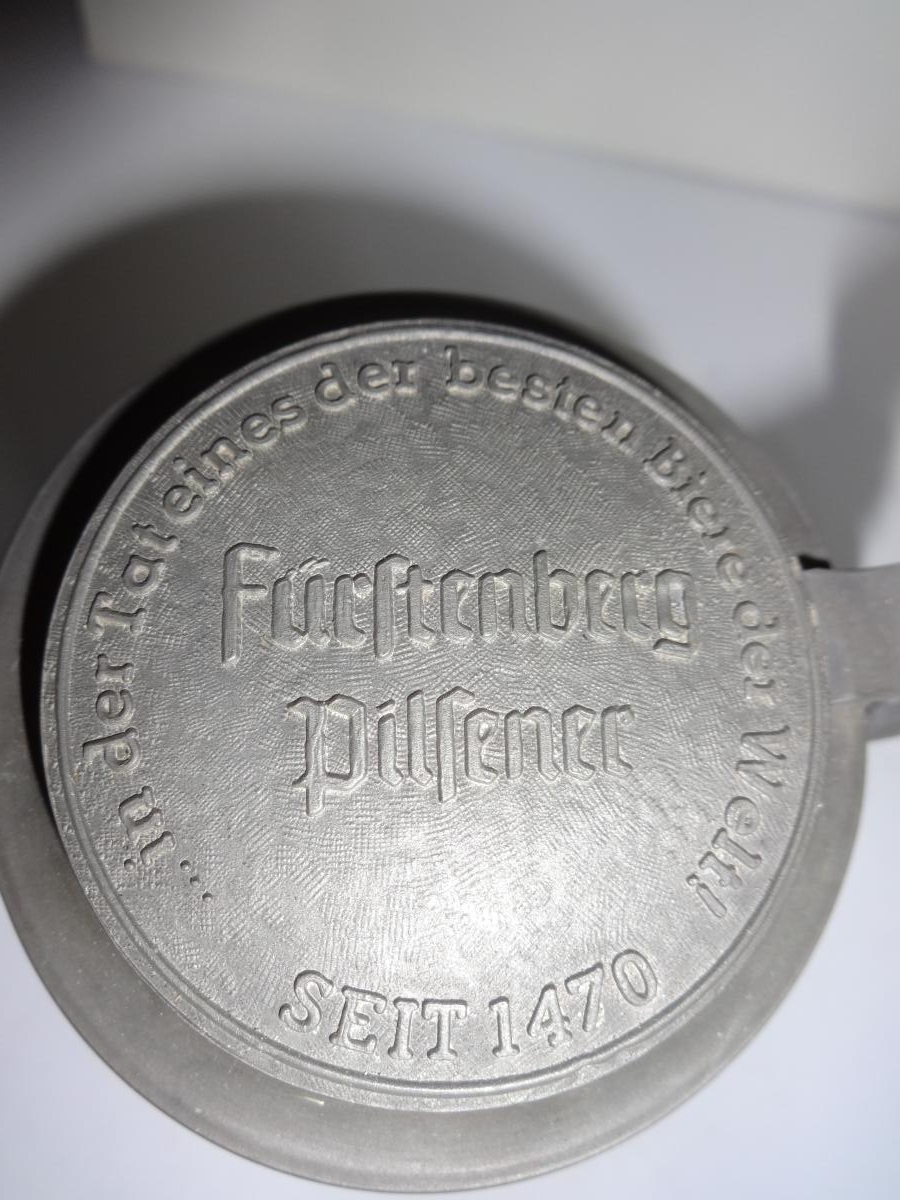 ...in der Tat eines der besten Biere der Welt!
Fürstenberg
Pilsener
SEIT 1470